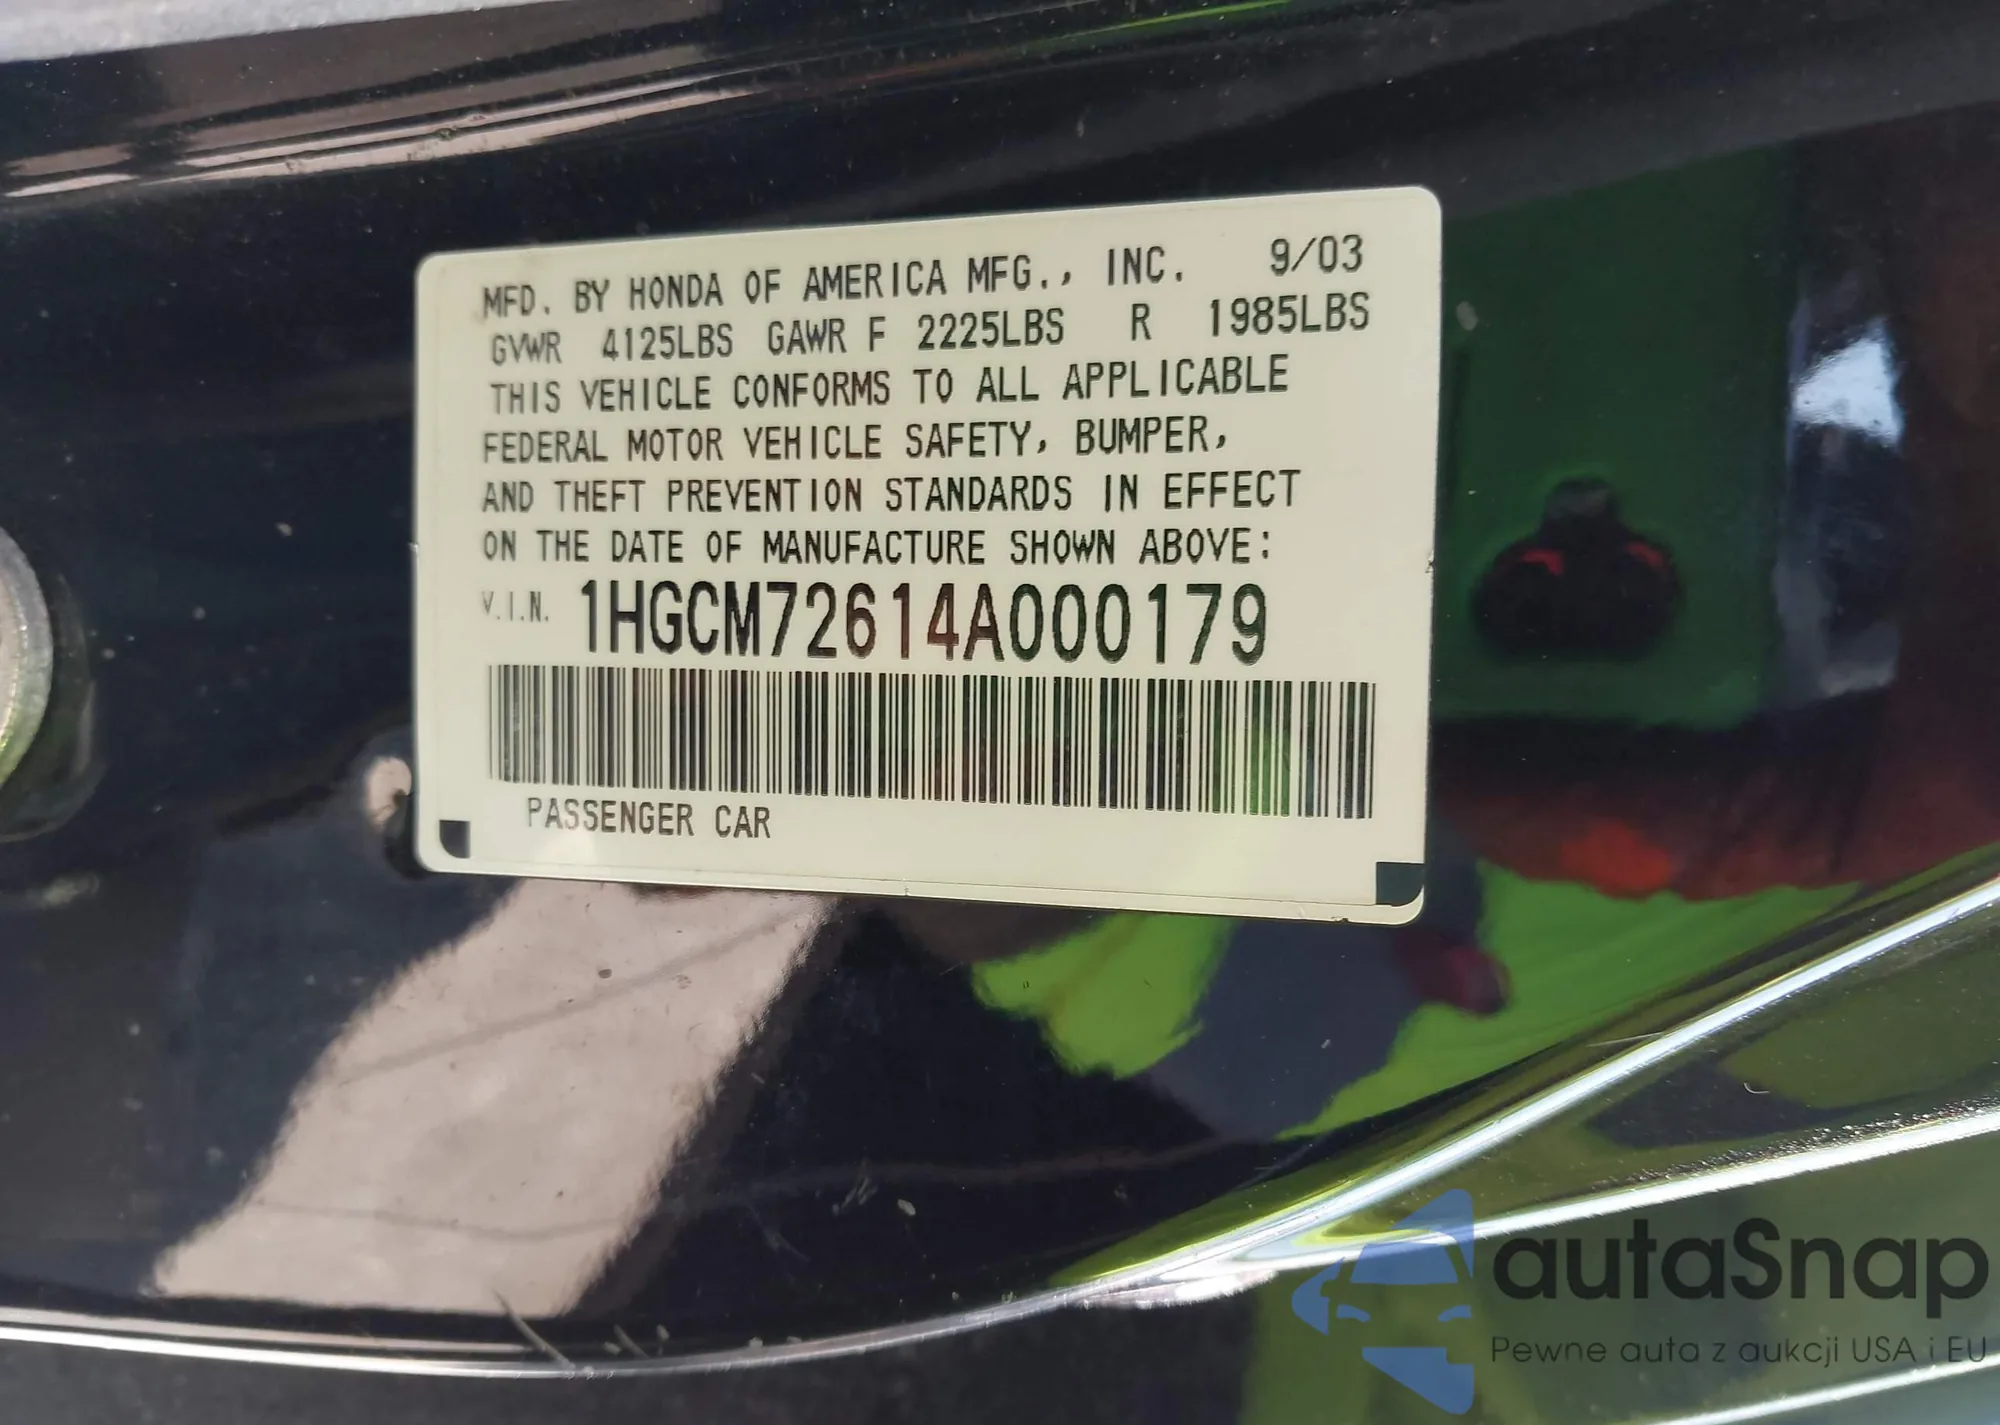 MFD. BY HONDA OF AMERICA MFG., INC. 9/03
GVWR 4125LBS GAWR F 2225LBS R 1985LBS
THIS VEHICLE CONFORMS TO ALL APPLICABLE
FEDERAL MOTOR VEHICLE SAFETY, BUMPER,
AND THEFT PREVENTION STANDARDS IN EFFECT
ON THE DATE OF MANUFACTURE SHOWN ABOVE:
V.I.N. 1HGCM72614A000179
PASSENGER CAR
autaSnap
Pewne auta z aukcji USA i EU